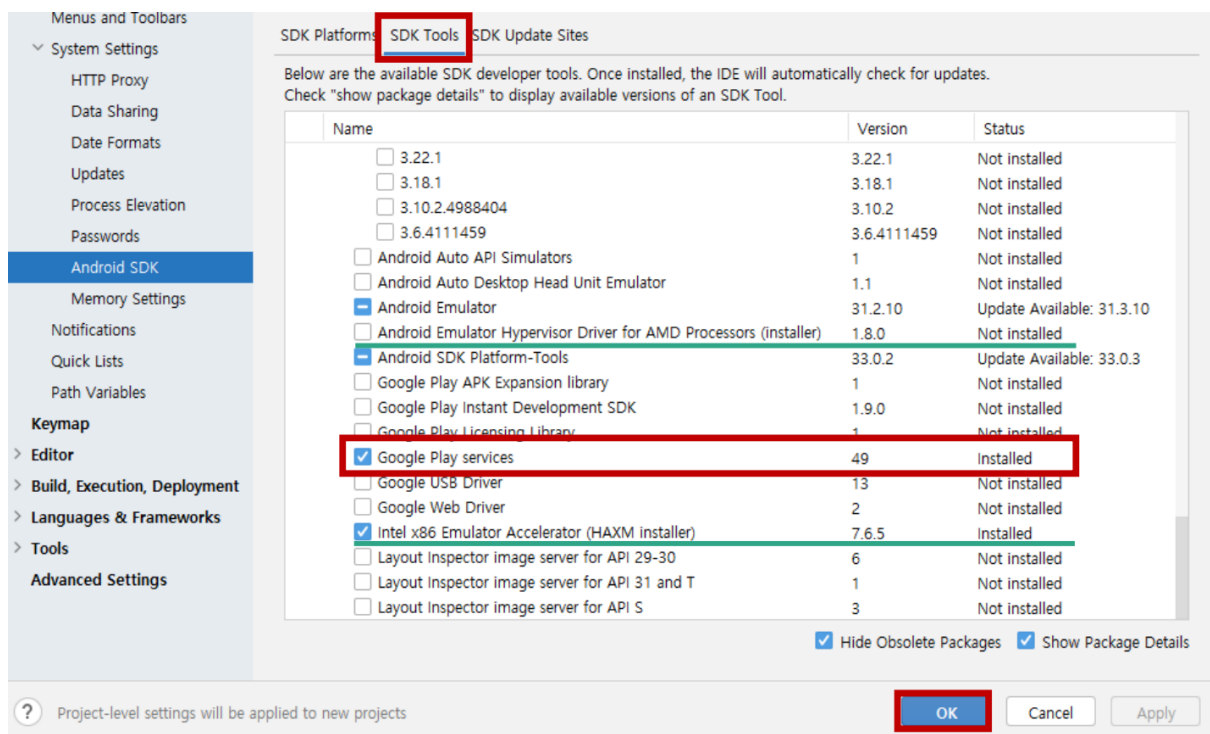 Menus and Toolbars
System Settings
HTTP Proxy
Data Sharing
Date Formats
Updates
Process Elevation
Passwords
Android SDK
Memory Settings
Notifications
Quick Lists
Path Variables
Keymap
Editor
Build, Execution, Deployment
Languages & Frameworks
Tools
Advanced Settings
SDK Platforms SDK Tools SDK Update Sites
Below are the available SDK developer tools. Once installed, the IDE will automatically check for updates.
Check "show package details" to display available versions of an SDK Tool.
Name Version Status
3.22.1 3.22.1 Not installed
3.18.1 3.18.1 Not installed
3.10.2.4988404 3.10.2 Not installed
3.6.4111459 3.6.4111459 Not installed
Android Auto API Simulators 1 Not installed
Android Auto Desktop Head Unit Emulator 1.1 Not installed
Android Emulator 31.2.10 Update Available: 31.3.10
Android Emulator Hypervisor Driver for AMD Processors (installer) 1.8.0 Not installed
Android SDK Platform-Tools 33.0.2 Update Available: 33.0.3
Google Play APK Expansion library 1 Not installed
Google Play Instant Development SDK 1.9.0 Not installed
Google Play Licensing Library 1 Not installed
Google Play services 49 Installed
Google USB Driver 13 Not installed
Google Web Driver 2 Not installed
Intel x86 Emulator Accelerator (HAXM installer) 7.6.5 Installed
Layout Inspector image server for API 29-30 6 Not installed
Layout Inspector image server for API 31 and T 1 Not installed
Layout Inspector image server for API S 3 Not installed
Hide Obsolete Packages Show Package Details
? Project-level settings will be applied to new projects
OK Cancel Apply